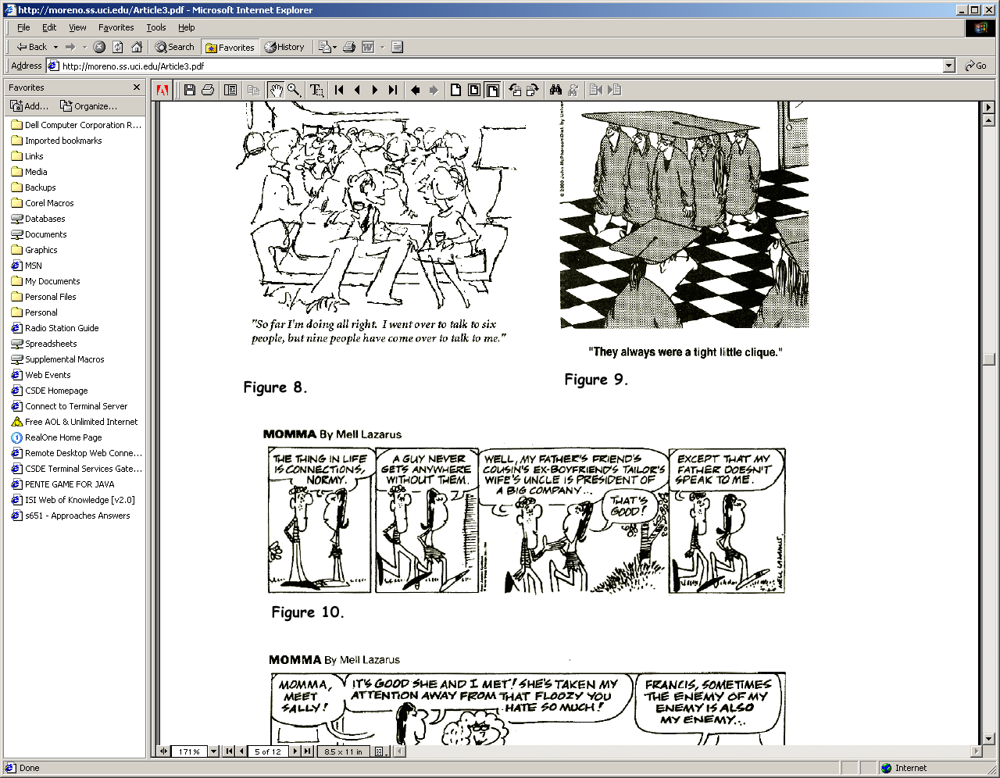 http://moreno.ss.uci.edu/Article3.pdf - Microsoft Internet Explorer
File Edit View Favorites Tools Help
Back Search Favorites History
Address http://moreno.ss.uci.edu/Article3.pdf Go
Favorites
Add... Organize...
Dell Computer Corporation R...
Imported bookmarks
Links
Media
Backups
Corel Macros
Databases
Documents
Graphics
MSN
My Documents
Personal Files
Personal
Radio Station Guide
Spreadsheets
Supplemental Macros
Web Events
CSDE Homepage
Connect to Terminal Server
Free AOL & Unlimited Internet
RealOne Home Page
Remote Desktop Web Conne...
CSDE Terminal Services Gate...
PENTE GAME FOR JAVA
ISI Web of Knowledge [v2.0]
s651 - Approaches Answers
"So far I'm doing all right. I went over to talk to six
people, but nine people have come over to talk to me."
Figure 8.
© 2000 John McPherson/Dist. by Univer
"They always were a tight little clique."
Figure 9.
MOMMA By Mell Lazarus
THE THING IN LIFE
IS CONNECTIONS,
NORMY.
A GUY NEVER
GETS ANYWHERE
WITHOUT THEM.
WELL, MY FATHER'S FRIEND'S
COUSIN'S EX-BOYFRIEND'S TAILOR'S
WIFE'S UNCLE IS PRESIDENT OF
A BIG COMPANY...
THAT'S
GOOD!
EXCEPT THAT MY
FATHER DOESN'T
SPEAK TO ME.
MELL LAZARUS
Figure 10.
MOMMA By Mell Lazarus
MOMMA,
MEET
SALLY!
IT'S GOOD SHE AND I MET! SHE'S TAKEN MY
ATTENTION AWAY FROM THAT FLOOZY YOU
HATE SO MUCH!
FRANCIS, SOMETIMES
THE ENEMY OF MY
ENEMY IS ALSO
MY ENEMY...
171% 5 of 12 8.5 x 11 in
Done Internet